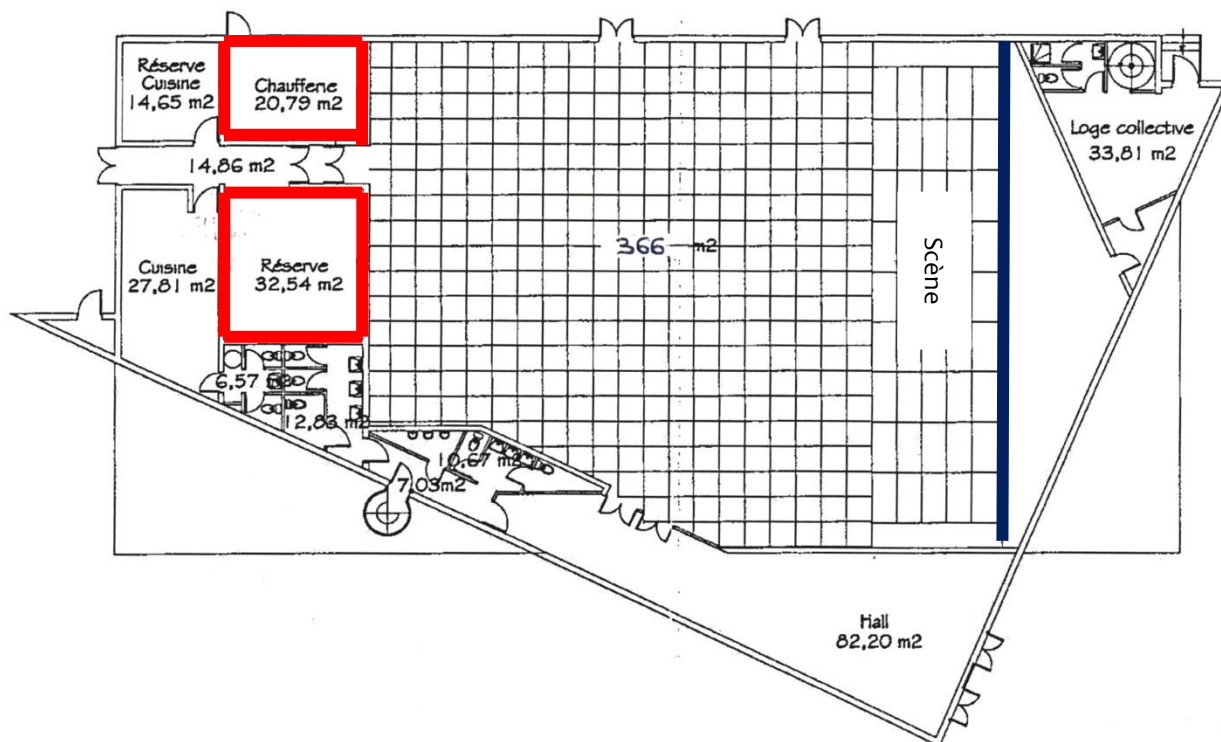 Réserve
Cuisine
14,65 m2
Chaufferie
20,79 m2
14,86 m2
Loge collective
33,81 m2
366 m2
Scène
Cuisine
27,81 m2
Réserve
32,54 m2
6,57 m2
12,83 m2
10,67 m2
7,03m2
Hall
82,20 m2